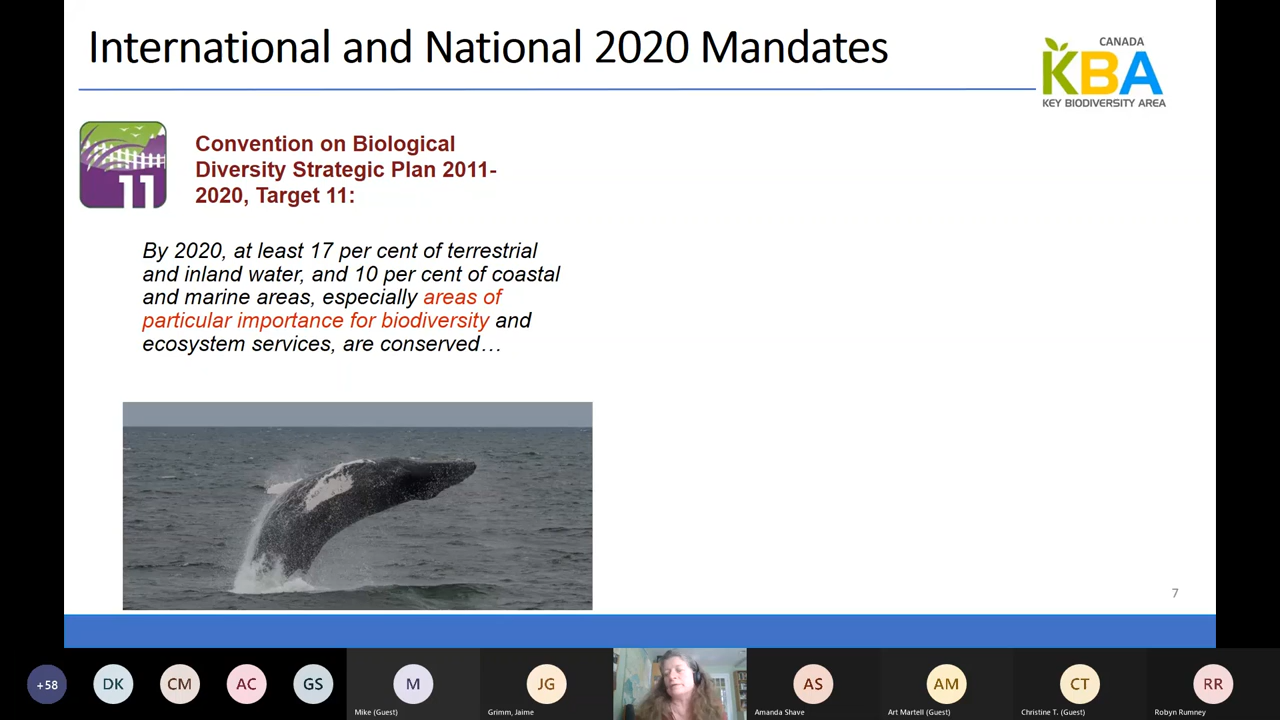 International and National 2020 Mandates
CANADA
KBA
KEY BIODIVERSITY AREA
11
Convention on Biological
Diversity Strategic Plan 2011-
2020, Target 11:
By 2020, at least 17 per cent of terrestrial
and inland water, and 10 per cent of coastal
and marine areas, especially areas of
particular importance for biodiversity and
ecosystem services, are conserved…
7
+58
DK
CM
AC
GS
M
JG
AS
AM
CT
RR
Mike (Guest)
Grimm, Jaime
Amanda Shave
Art Martell (Guest)
Christine T. (Guest)
Robyn Rumney